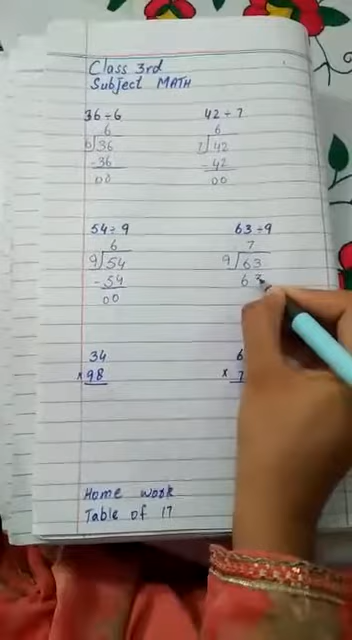 Class 3rd
Subject MATH
36 ÷ 6
6
6)36
-36
00
42 ÷ 7
6
7)42
-42
00
54 ÷ 9
6
9)54
-54
00
63 ÷ 9
7
9)63
63
34
×98
6
× 7
Home work
Table of 17